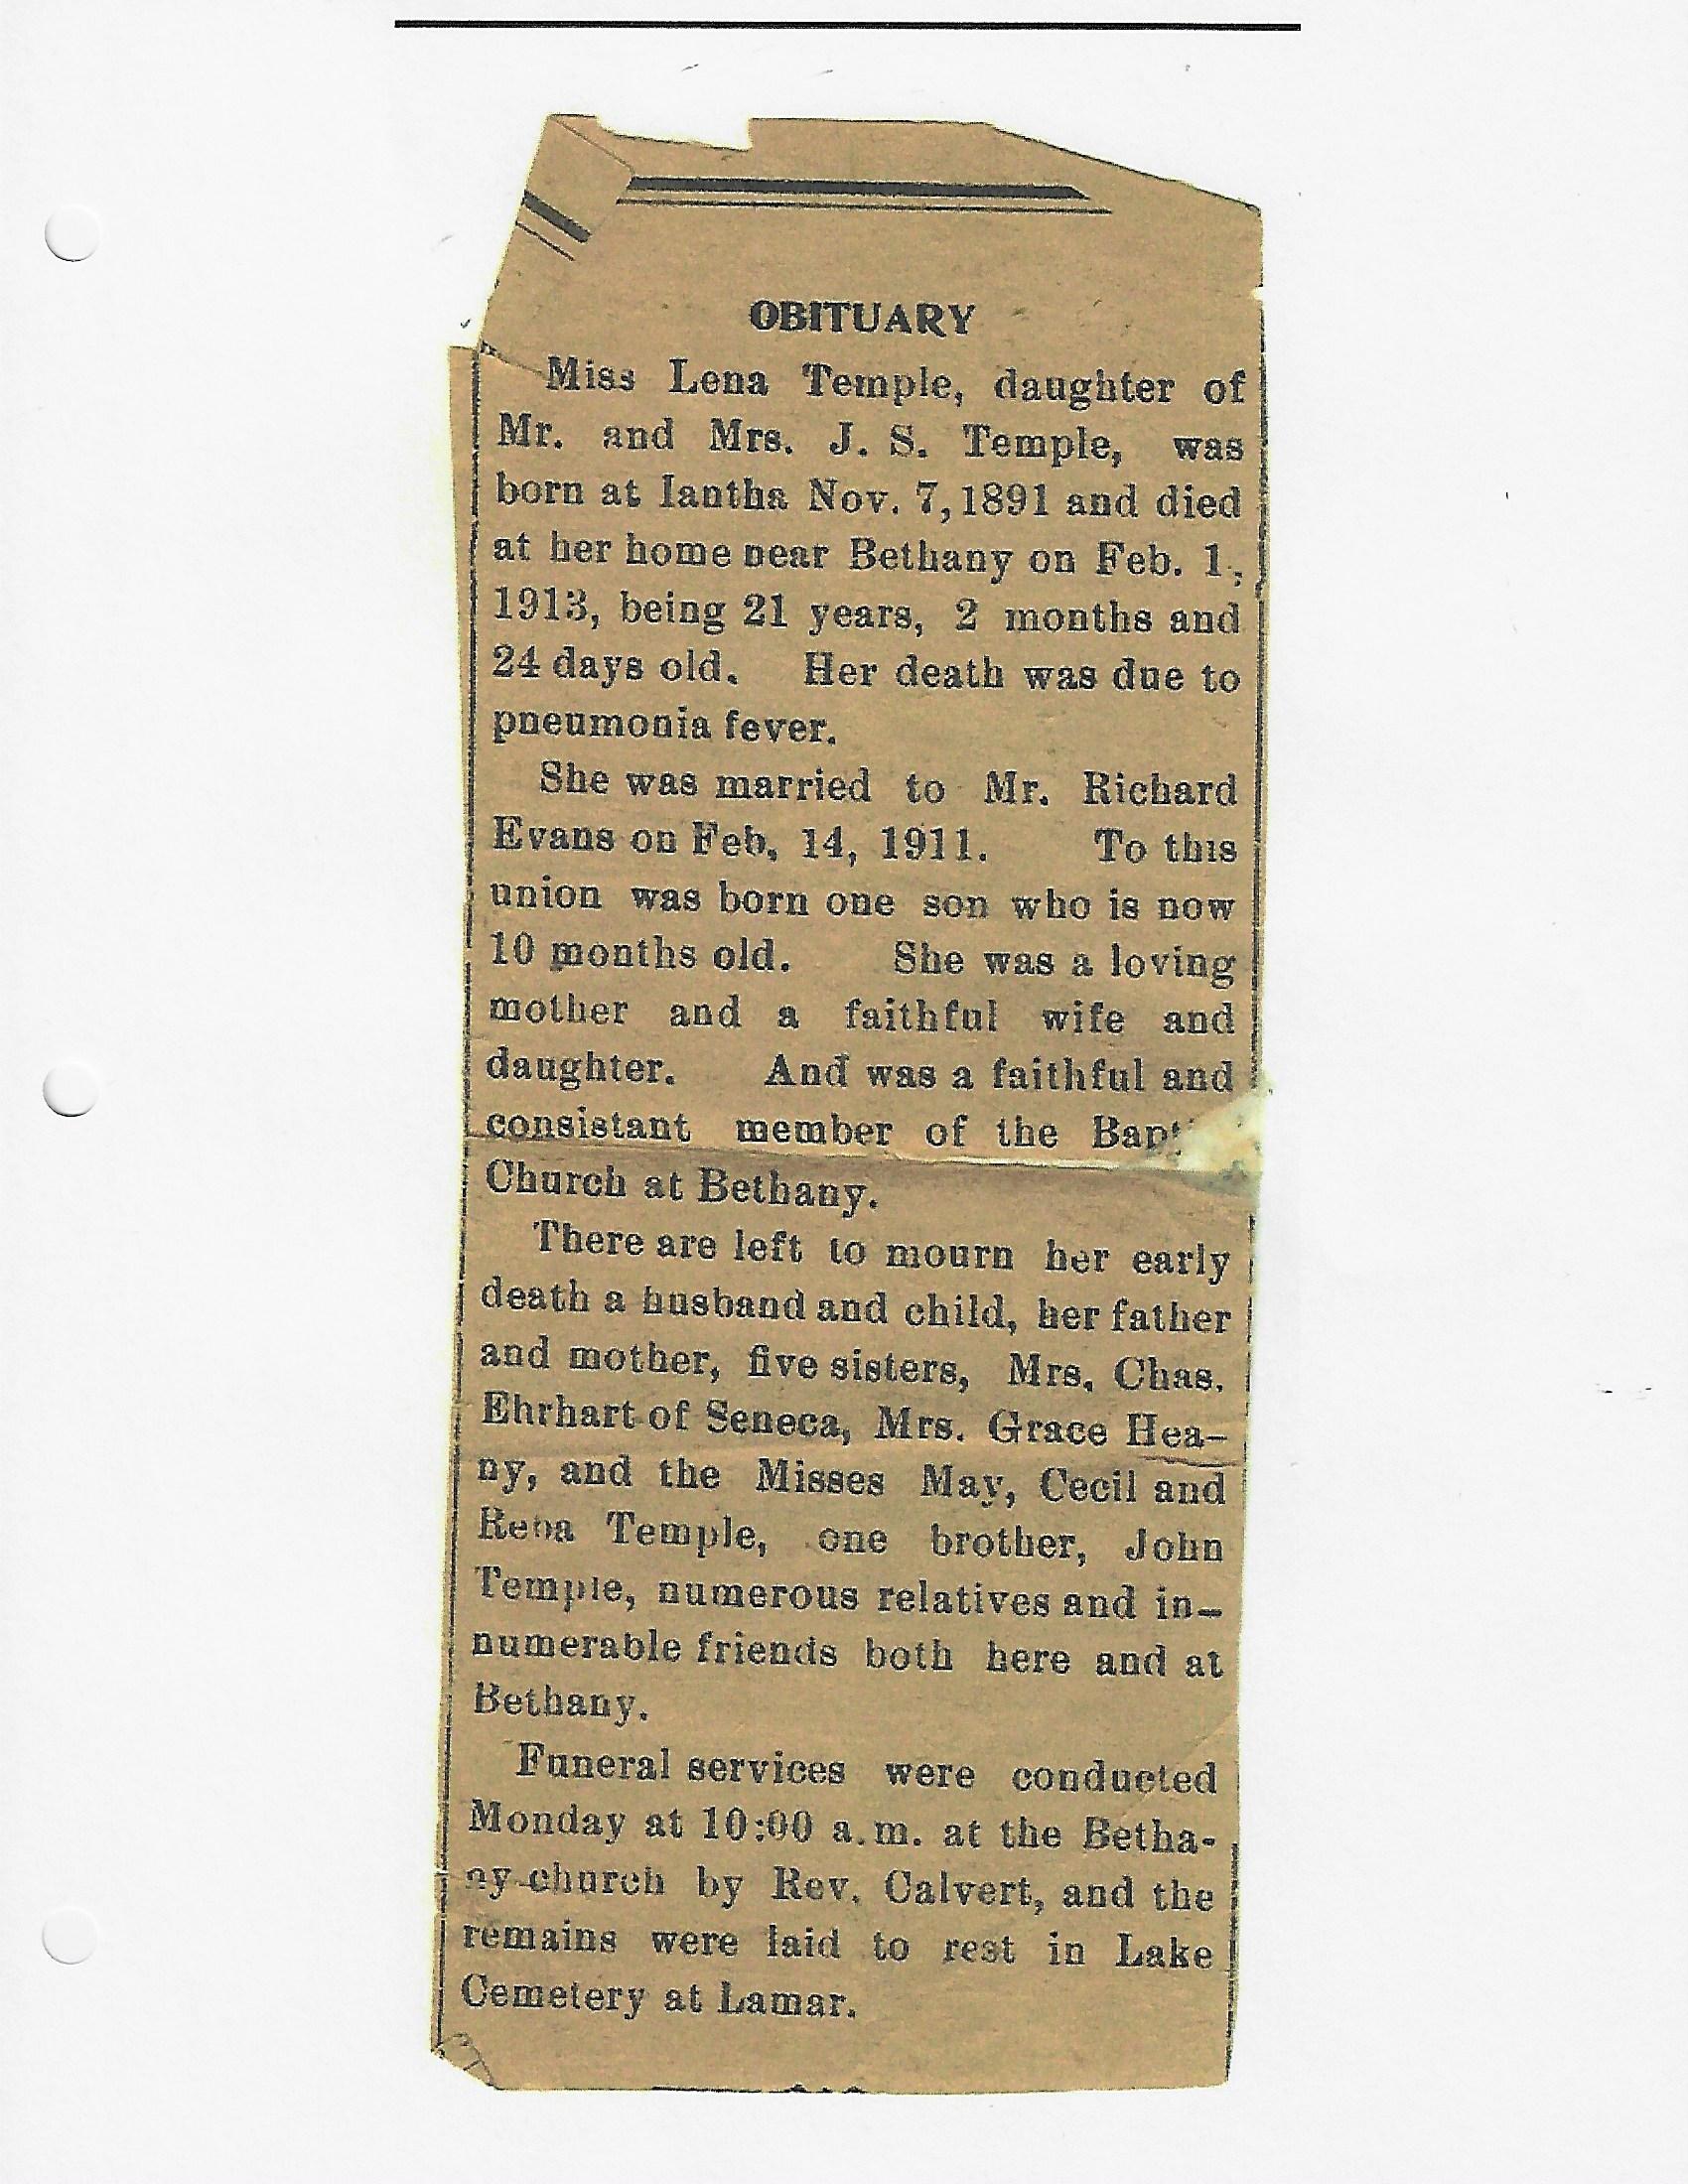 OBITUARY
Miss Lena Temple, daughter of
Mr. and Mrs. J. S. Temple, was
born at Iantha Nov. 7, 1891 and died
at her home near Bethany on Feb. 1,
1913, being 21 years, 2 months and
24 days old. Her death was due to
pneumonia fever.
She was married to Mr. Richard
Evans on Feb. 14, 1911. To this
union was born one son who is now
10 months old. She was a loving
mother and a faithful wife and
daughter. And was a faithful and
consistant member of the
Church at Bethany.
There are left to mourn her early
death a husband and child, her father
and mother, five sisters, Mrs. Chas.
Ehrhart of Seneca, Mrs. Grace Hea-
ny, and the Misses May, Cecil and
Reba Temple, one brother, John
Temple, numerous relatives and in-
numerable friends both here and at
Bethany.
Funeral services were conducted
Monday at 10:00 a.m. at the Betha-
ny church by Rev. Calvert, and the
remains were laid to rest in Lake
Cemetery at Lamar.